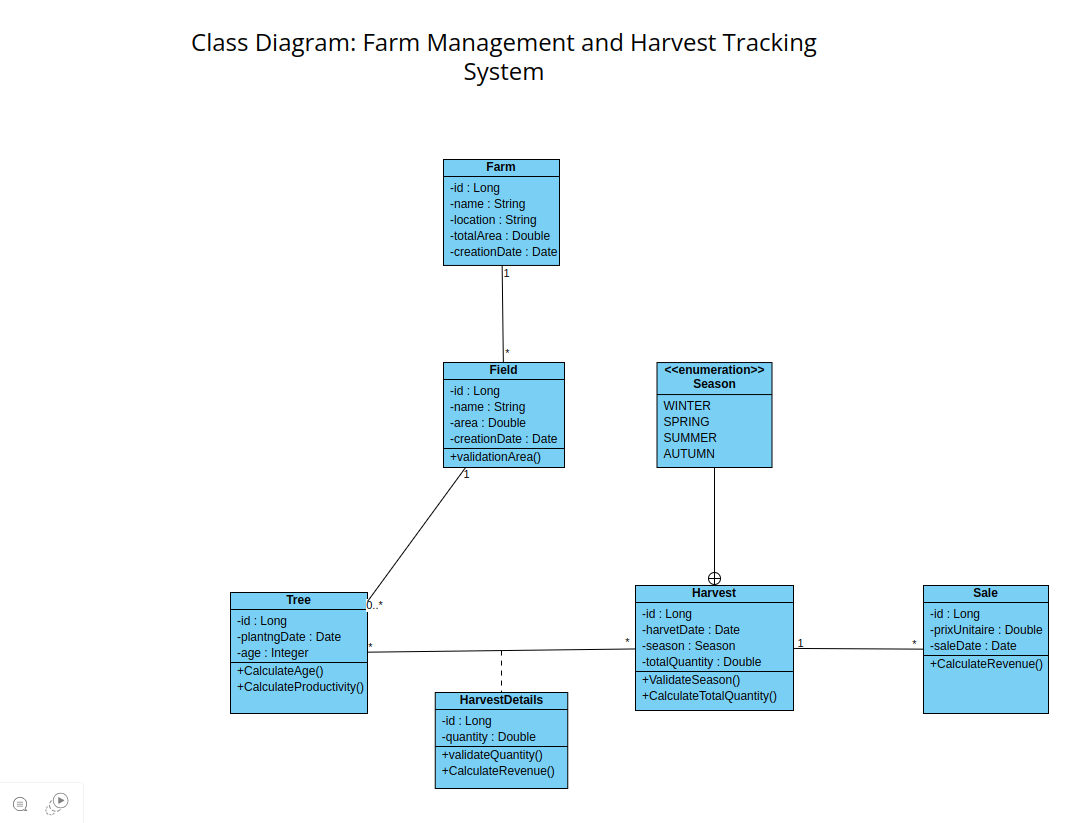 Class Diagram: Farm Management and Harvest Tracking
System
Farm
-id : Long
-name : String
-location : String
-totalArea : Double
-creationDate : Date
1
*
Field
-id : Long
-name : String
-area : Double
-creationDate : Date
+validationArea()
1
<<enumeration>>
Season
WINTER
SPRING
SUMMER
AUTUMN
0..*
Tree
-id : Long
-plantngDate : Date
-age : Integer
+CalculateAge()
+CalculateProductivity()
*
*
Harvest
-id : Long
-harvetDate : Date
-season : Season
-totalQuantity : Double
+ValidateSeason()
+CalculateTotalQuantity()
1
*
Sale
-id : Long
-prixUnitaire : Double
-saleDate : Date
+CalculateRevenue()
HarvestDetails
-id : Long
-quantity : Double
+validateQuantity()
+CalculateRevenue()